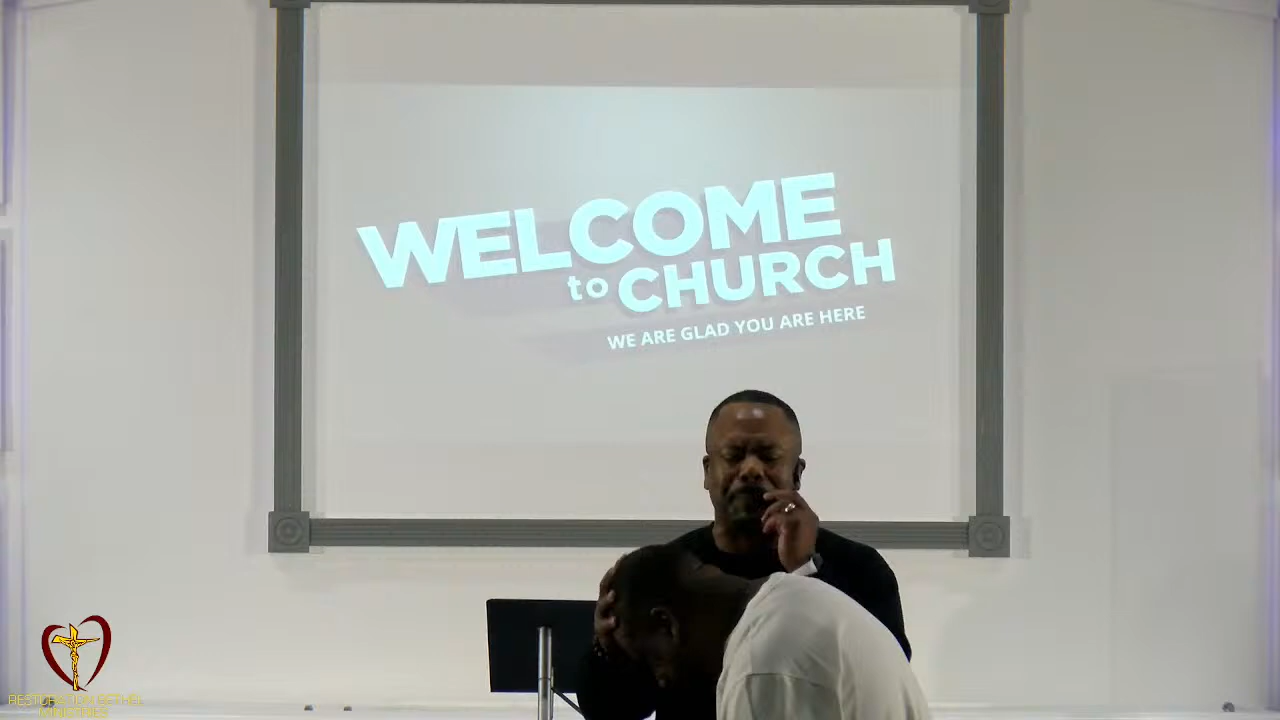 WELCOME
to CHURCH
WE ARE GLAD YOU ARE HERE
RESTORATION BETHEL
MINISTRIES